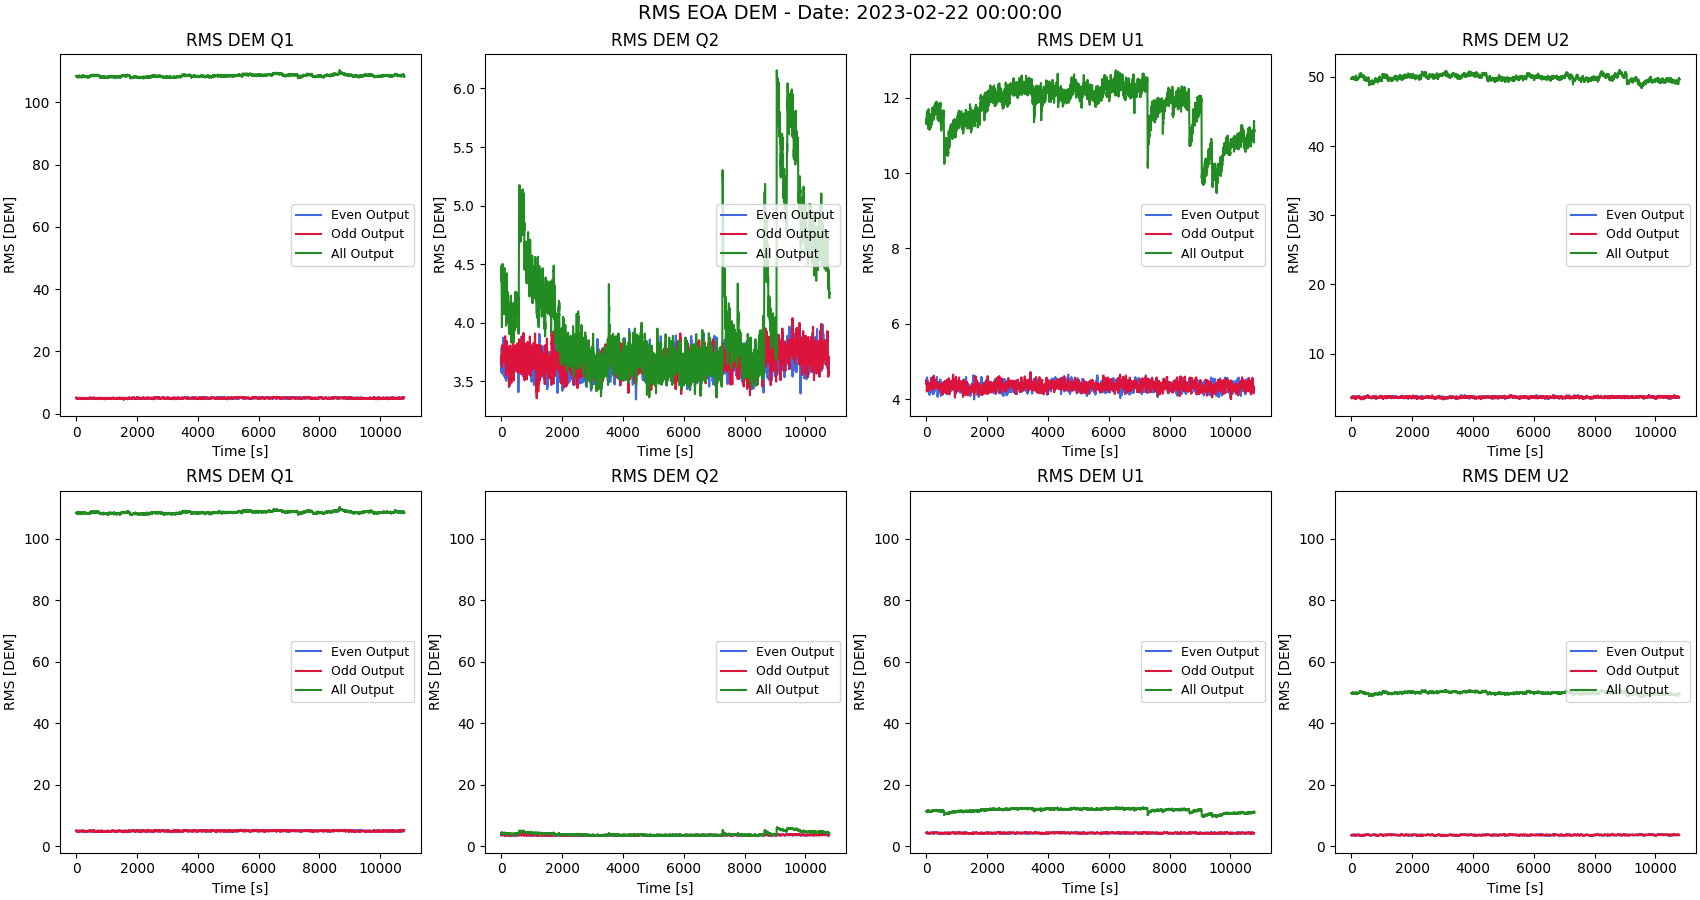 RMS EOA DEM - Date: 2023-02-22 00:00:00
RMS DEM Q1
RMS [DEM]
100
80
60
40
20
0
Even Output
Odd Output
All Output
0 2000 4000 6000 8000 10000
Time [s]
RMS DEM Q2
RMS [DEM]
6.0
5.5
5.0
4.5
4.0
3.5
Even Output
Odd Output
All Output
0 2000 4000 6000 8000 10000
Time [s]
RMS DEM U1
RMS [DEM]
12
10
8
6
4
Even Output
Odd Output
All Output
0 2000 4000 6000 8000 10000
Time [s]
RMS DEM U2
RMS [DEM]
50
40
30
20
10
Even Output
Odd Output
All Output
0 2000 4000 6000 8000 10000
Time [s]
RMS DEM Q1
RMS [DEM]
100
80
60
40
20
0
Even Output
Odd Output
All Output
0 2000 4000 6000 8000 10000
Time [s]
RMS DEM Q2
RMS [DEM]
100
80
60
40
20
0
Even Output
Odd Output
All Output
0 2000 4000 6000 8000 10000
Time [s]
RMS DEM U1
RMS [DEM]
100
80
60
40
20
0
Even Output
Odd Output
All Output
0 2000 4000 6000 8000 10000
Time [s]
RMS DEM U2
RMS [DEM]
100
80
60
40
20
0
Even Output
Odd Output
All Output
0 2000 4000 6000 8000 10000
Time [s]